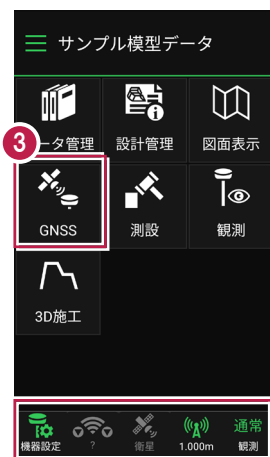 サンプル模型データ
3
ータ管理 設計管理 図面表示
GNSS 測設 観測
3D施工
機器設定 ? 衛星 1.000m 通常 観測